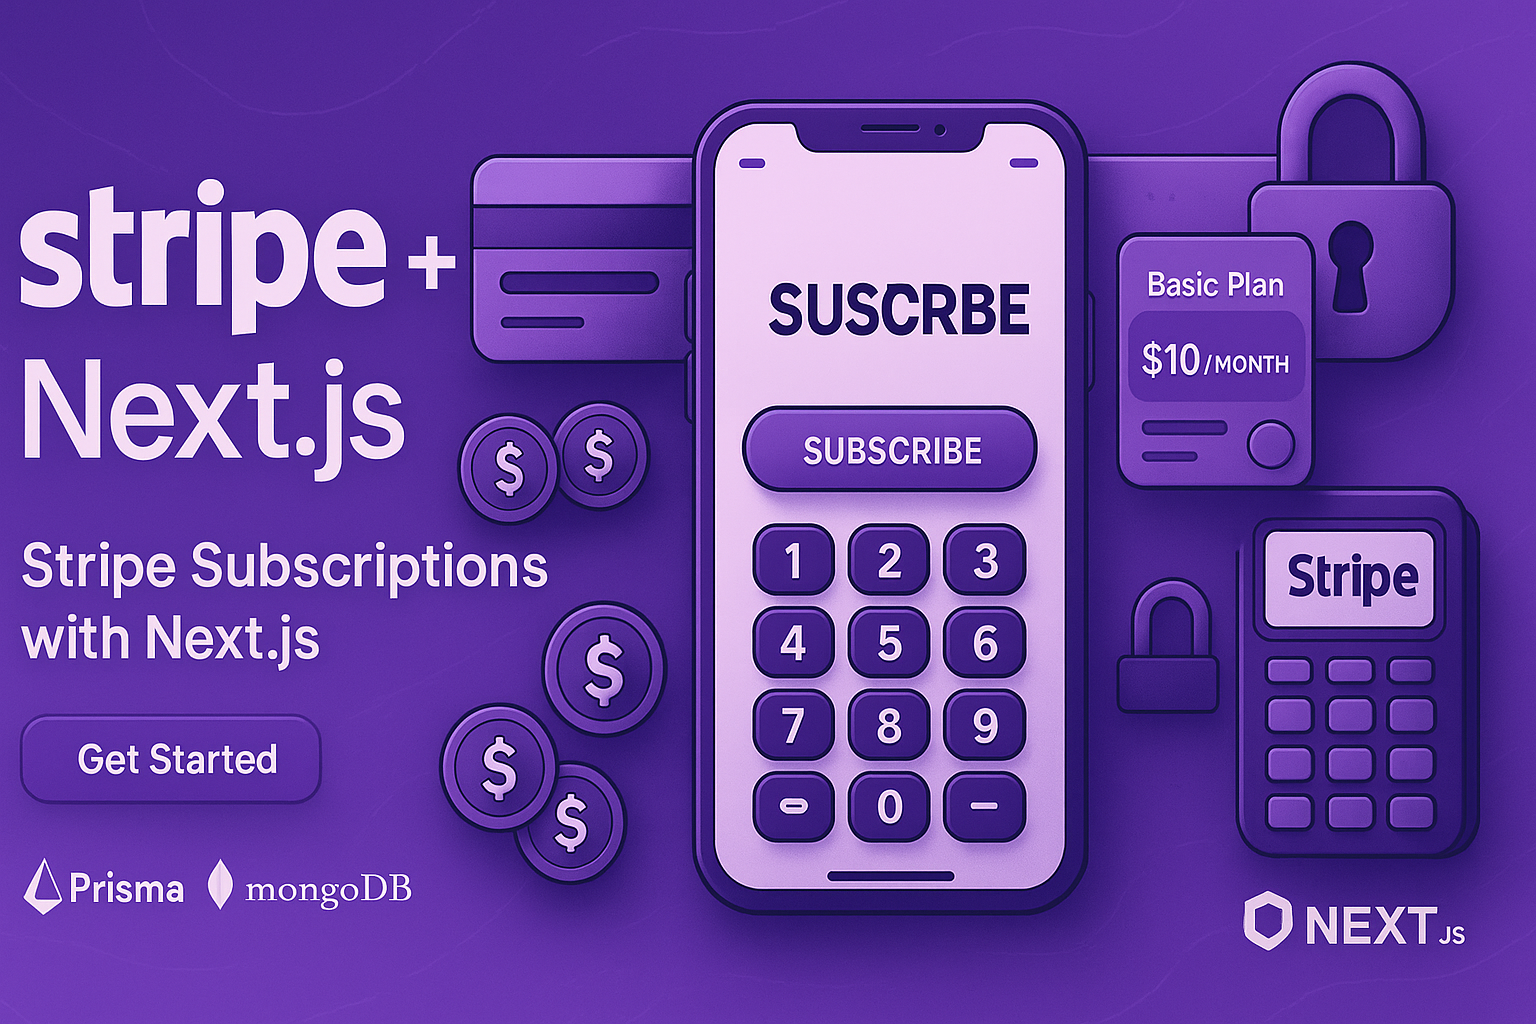 stripe +
Next.js
Stripe Subscriptions
with Next.js
Get Started
Prisma mongoDB
SUSCRBE
SUBSCRIBE
1 2 3
4 5 6
7 8 9
0 –
$
$
$
$
$
Basic Plan
$10/MONTH
Stripe
NEXT.JS